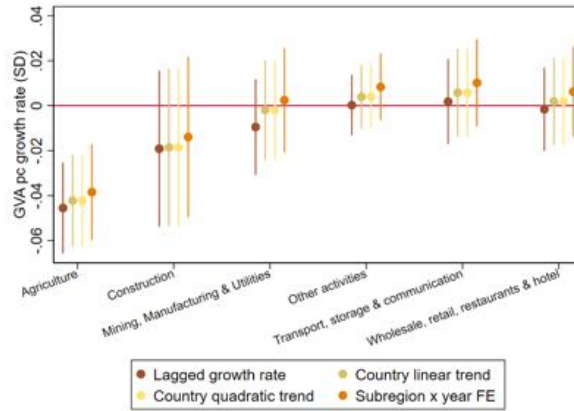 GVA pc growth rate (SD)
.04
.02
0
-.02
-.04
-.06
Agriculture
Construction
Mining, Manufacturing & Utilities
Other activities
Transport, storage & communication
Wholesale, retail, restaurants & hotel
Lagged growth rate
Country linear trend
Country quadratic trend
Subregion x year FE